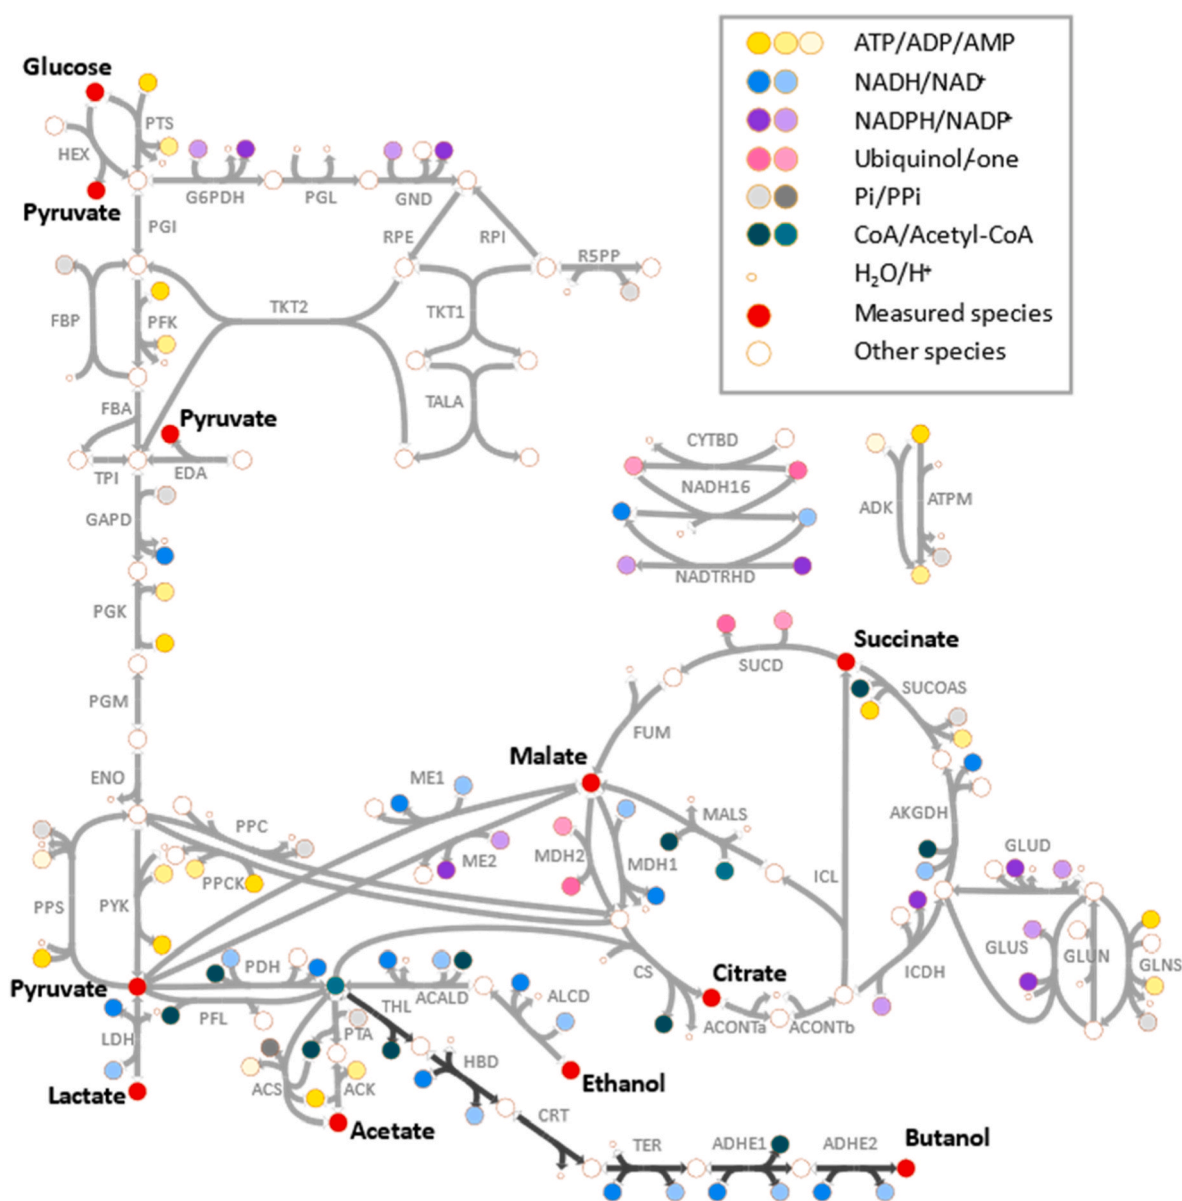 ATP/ADP/AMP
NADH/NAD+
NADPH/NADP+
Ubiquinol/-one
Pi/PPi
CoA/Acetyl-CoA
H₂O/H+
Measured species
Other species
Glucose
PTS
HEX
Pyruvate
G6PDH
PGL
GND
PGI
RPE
RPI
R5PP
FBP
PFK
TKT2
TKT1
FBA
TALA
Pyruvate
TPI
EDA
CYTBD
NADH16
NADTRHD
ADK
ATPM
GAPD
PGK
PGM
ENO
Succinate
SUCD
SUCOAS
FUM
Malate
ME1
ME2
MDH2
MDH1
MALS
ICL
AKGDH
GLUD
GLUS
GLUN
GLNS
ICDH
PPC
PPCK
PPS
PYK
Pyruvate
PDH
PFL
LDH
Lactate
THL
ACALD
ALCD
CS
Citrate
ACONTa
ACONTb
PTA
ACS
ACK
Acetate
HBD
Ethanol
CRT
TER
ADHE1
ADHE2
Butanol